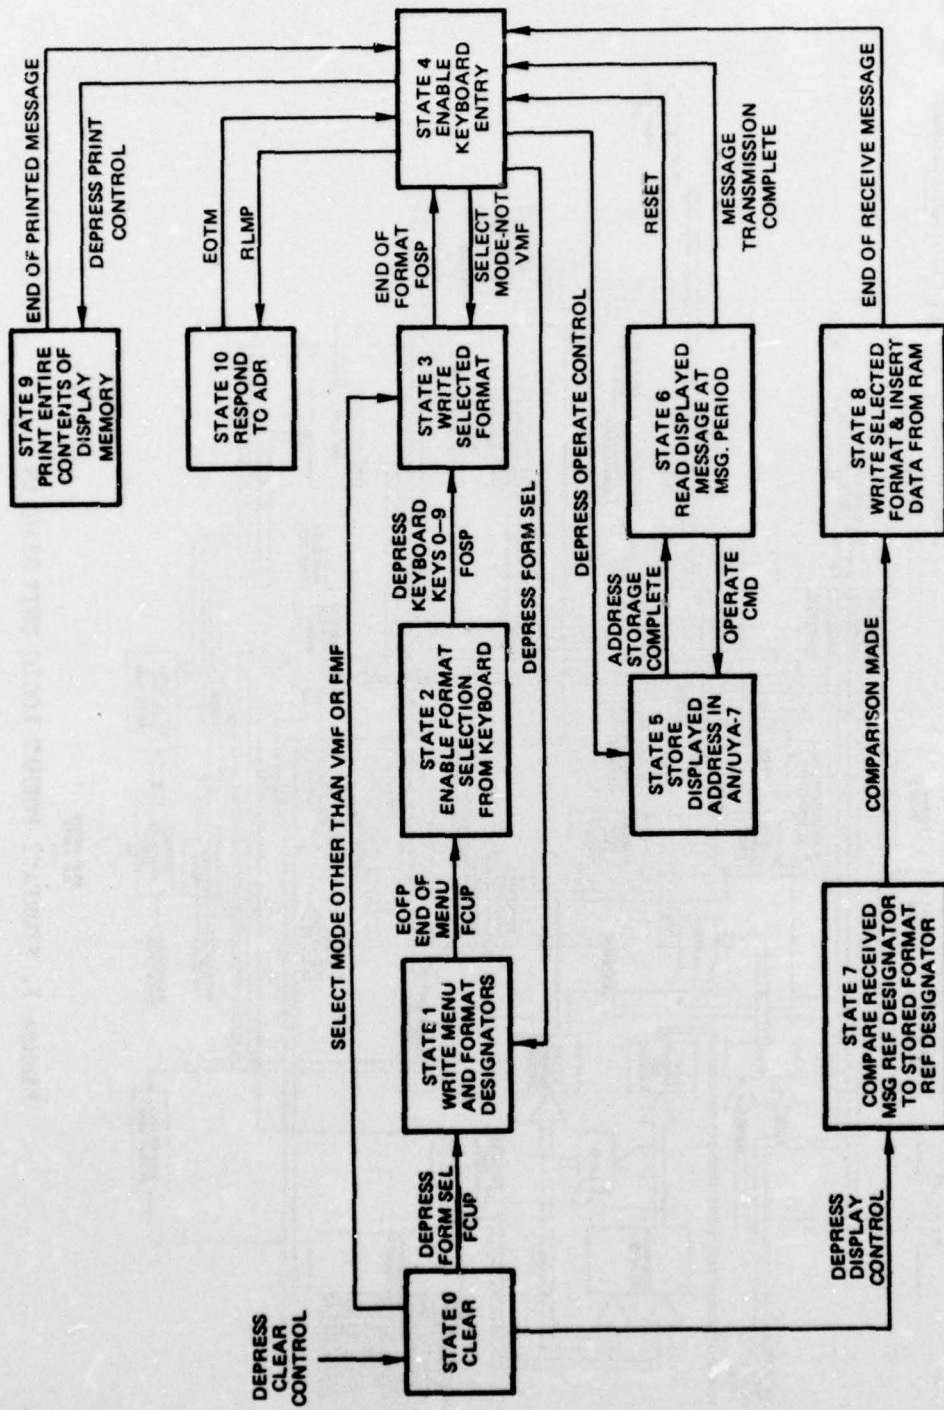 STATE 9
PRINT ENTIRE
CONTENTS OF
DISPLAY
MEMORY
END OF PRINTED MESSAGE
DEPRESS PRINT
CONTROL
STATE 10
RESPOND
TO ADR
EOTM
RLMP
STATE 4
ENABLE
KEYBOARD
ENTRY
SELECT MODE OTHER THAN VMF OR FMF
DEPRESS
CLEAR
CONTROL
STATE 0
CLEAR
DEPRESS
FORM SEL
FCUP
STATE 1
WRITE MENU
AND FORMAT
DESIGNATORS
EOFP
END OF
MENU
FCUP
STATE 2
ENABLE FORMAT
SELECTION
FROM KEYBOARD
DEPRESS
KEYBOARD
KEYS 0-9
FOSP
STATE 3
WRITE
SELECTED
FORMAT
END OF
FORMAT
FOSP
SELECT
MODE-NOT
VMF
DEPRESS FORM SEL
DEPRESS OPERATE CONTROL
STATE 5
STORE
DISPLAYED
ADDRESS IN
AN/UYA-7
ADDRESS
STORAGE
COMPLETE
OPERATE
CMD
STATE 6
READ DISPLAYED
MESSAGE AT
MSG. PERIOD
RESET
MESSAGE
TRANSMISSION
COMPLETE
DEPRESS
DISPLAY
CONTROL
STATE 7
COMPARE RECEIVED
MSG REF DESIGNATOR
TO STORED FORMAT
REF DESIGNATOR
COMPARISON MADE
STATE 8
WRITE SELECTED
FORMAT & INSERT
DATA FROM RAM
END OF RECEIVE MESSAGE